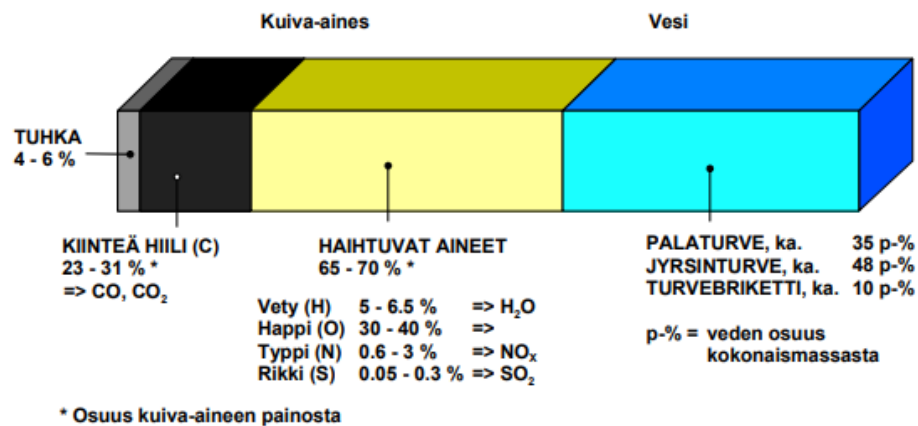 Kuiva-aines Vesi
TUHKA
4 - 6 %
KIINTEÄ HIILI (C)
23 - 31 % *
=> CO, CO₂
HAIHTUVAT AINEET
65 - 70 % *
Vety (H) 5 - 6.5 % => H₂O
Happi (O) 30 - 40 % =>
Typpi (N) 0.6 - 3 % => NOₓ
Rikki (S) 0.05 - 0.3 % => SO₂
PALATURVE, ka. 35 p-%
JYRSINTURVE, ka. 48 p-%
TURVEBRIKETTI, ka. 10 p-%
p-% = veden osuus
kokonaismassasta
* Osuus kuiva-aineen painosta